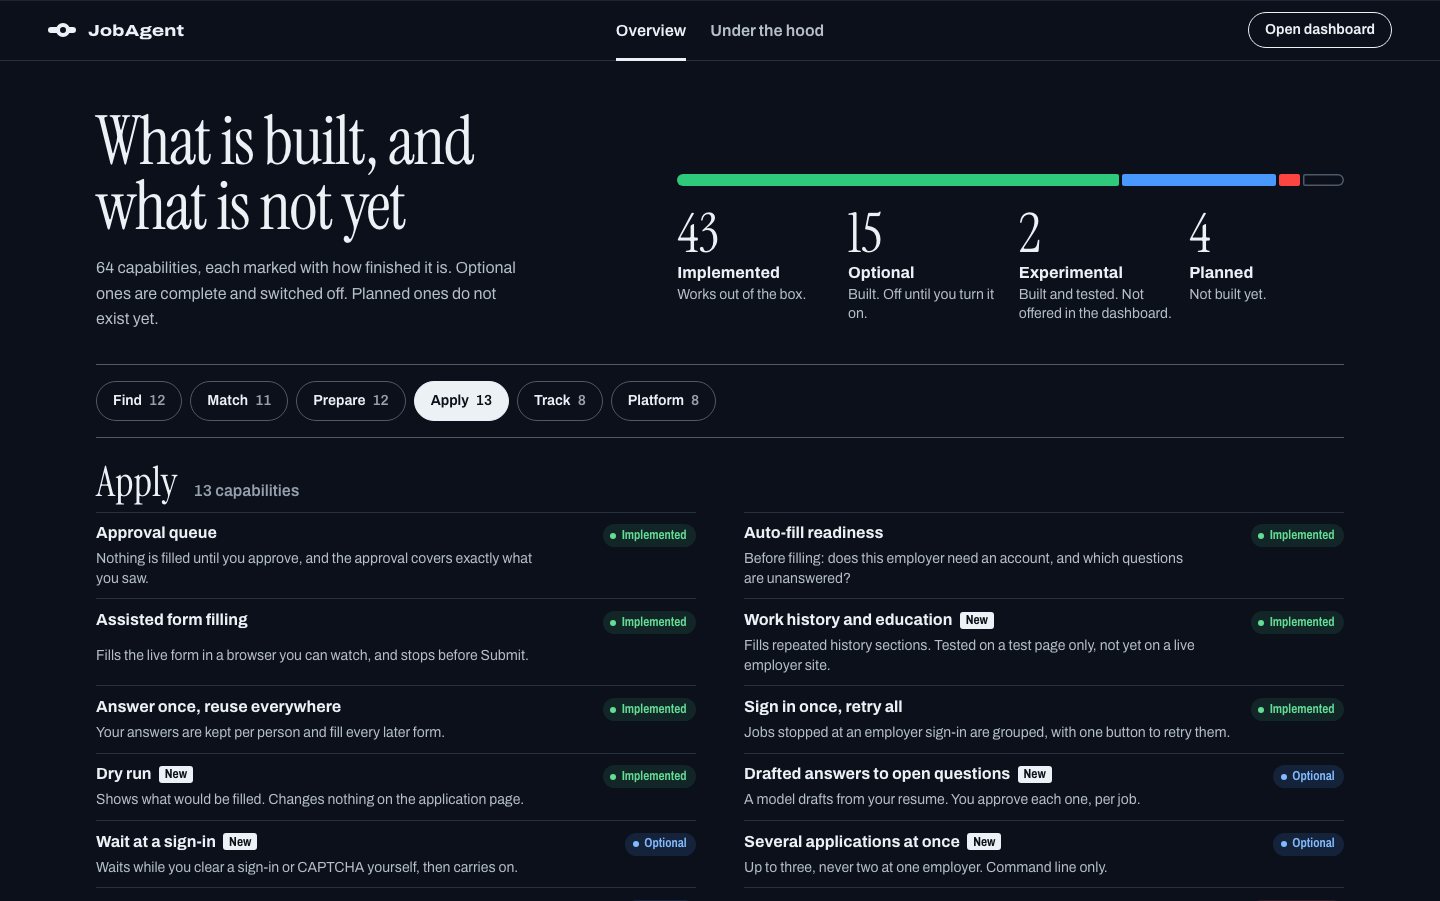 JobAgent
Overview
Under the hood
Open dashboard
What is built, and
what is not yet
64 capabilities, each marked with how finished it is. Optional
ones are complete and switched off. Planned ones do not
exist yet.
43
Implemented
Works out of the box.
15
Optional
Built. Off until you turn it
on.
2
Experimental
Built and tested. Not
offered in the dashboard.
4
Planned
Not built yet.
Find 12
Match 11
Prepare 12
Apply 13
Track 8
Platform 8
Apply 13 capabilities
Approval queue
Implemented
Nothing is filled until you approve, and the approval covers exactly what
you saw.
Auto-fill readiness
Implemented
Before filling: does this employer need an account, and which questions
are unanswered?
Assisted form filling
Implemented
Fills the live form in a browser you can watch, and stops before Submit.
Work history and education New
Implemented
Fills repeated history sections. Tested on a test page only, not yet on a live
employer site.
Answer once, reuse everywhere
Implemented
Your answers are kept per person and fill every later form.
Sign in once, retry all
Implemented
Jobs stopped at an employer sign-in are grouped, with one button to retry them.
Dry run New
Implemented
Shows what would be filled. Changes nothing on the application page.
Drafted answers to open questions New
Optional
A model drafts from your resume. You approve each one, per job.
Wait at a sign-in New
Optional
Waits while you clear a sign-in or CAPTCHA yourself, then carries on.
Several applications at once New
Optional
Up to three, never two at one employer. Command line only.